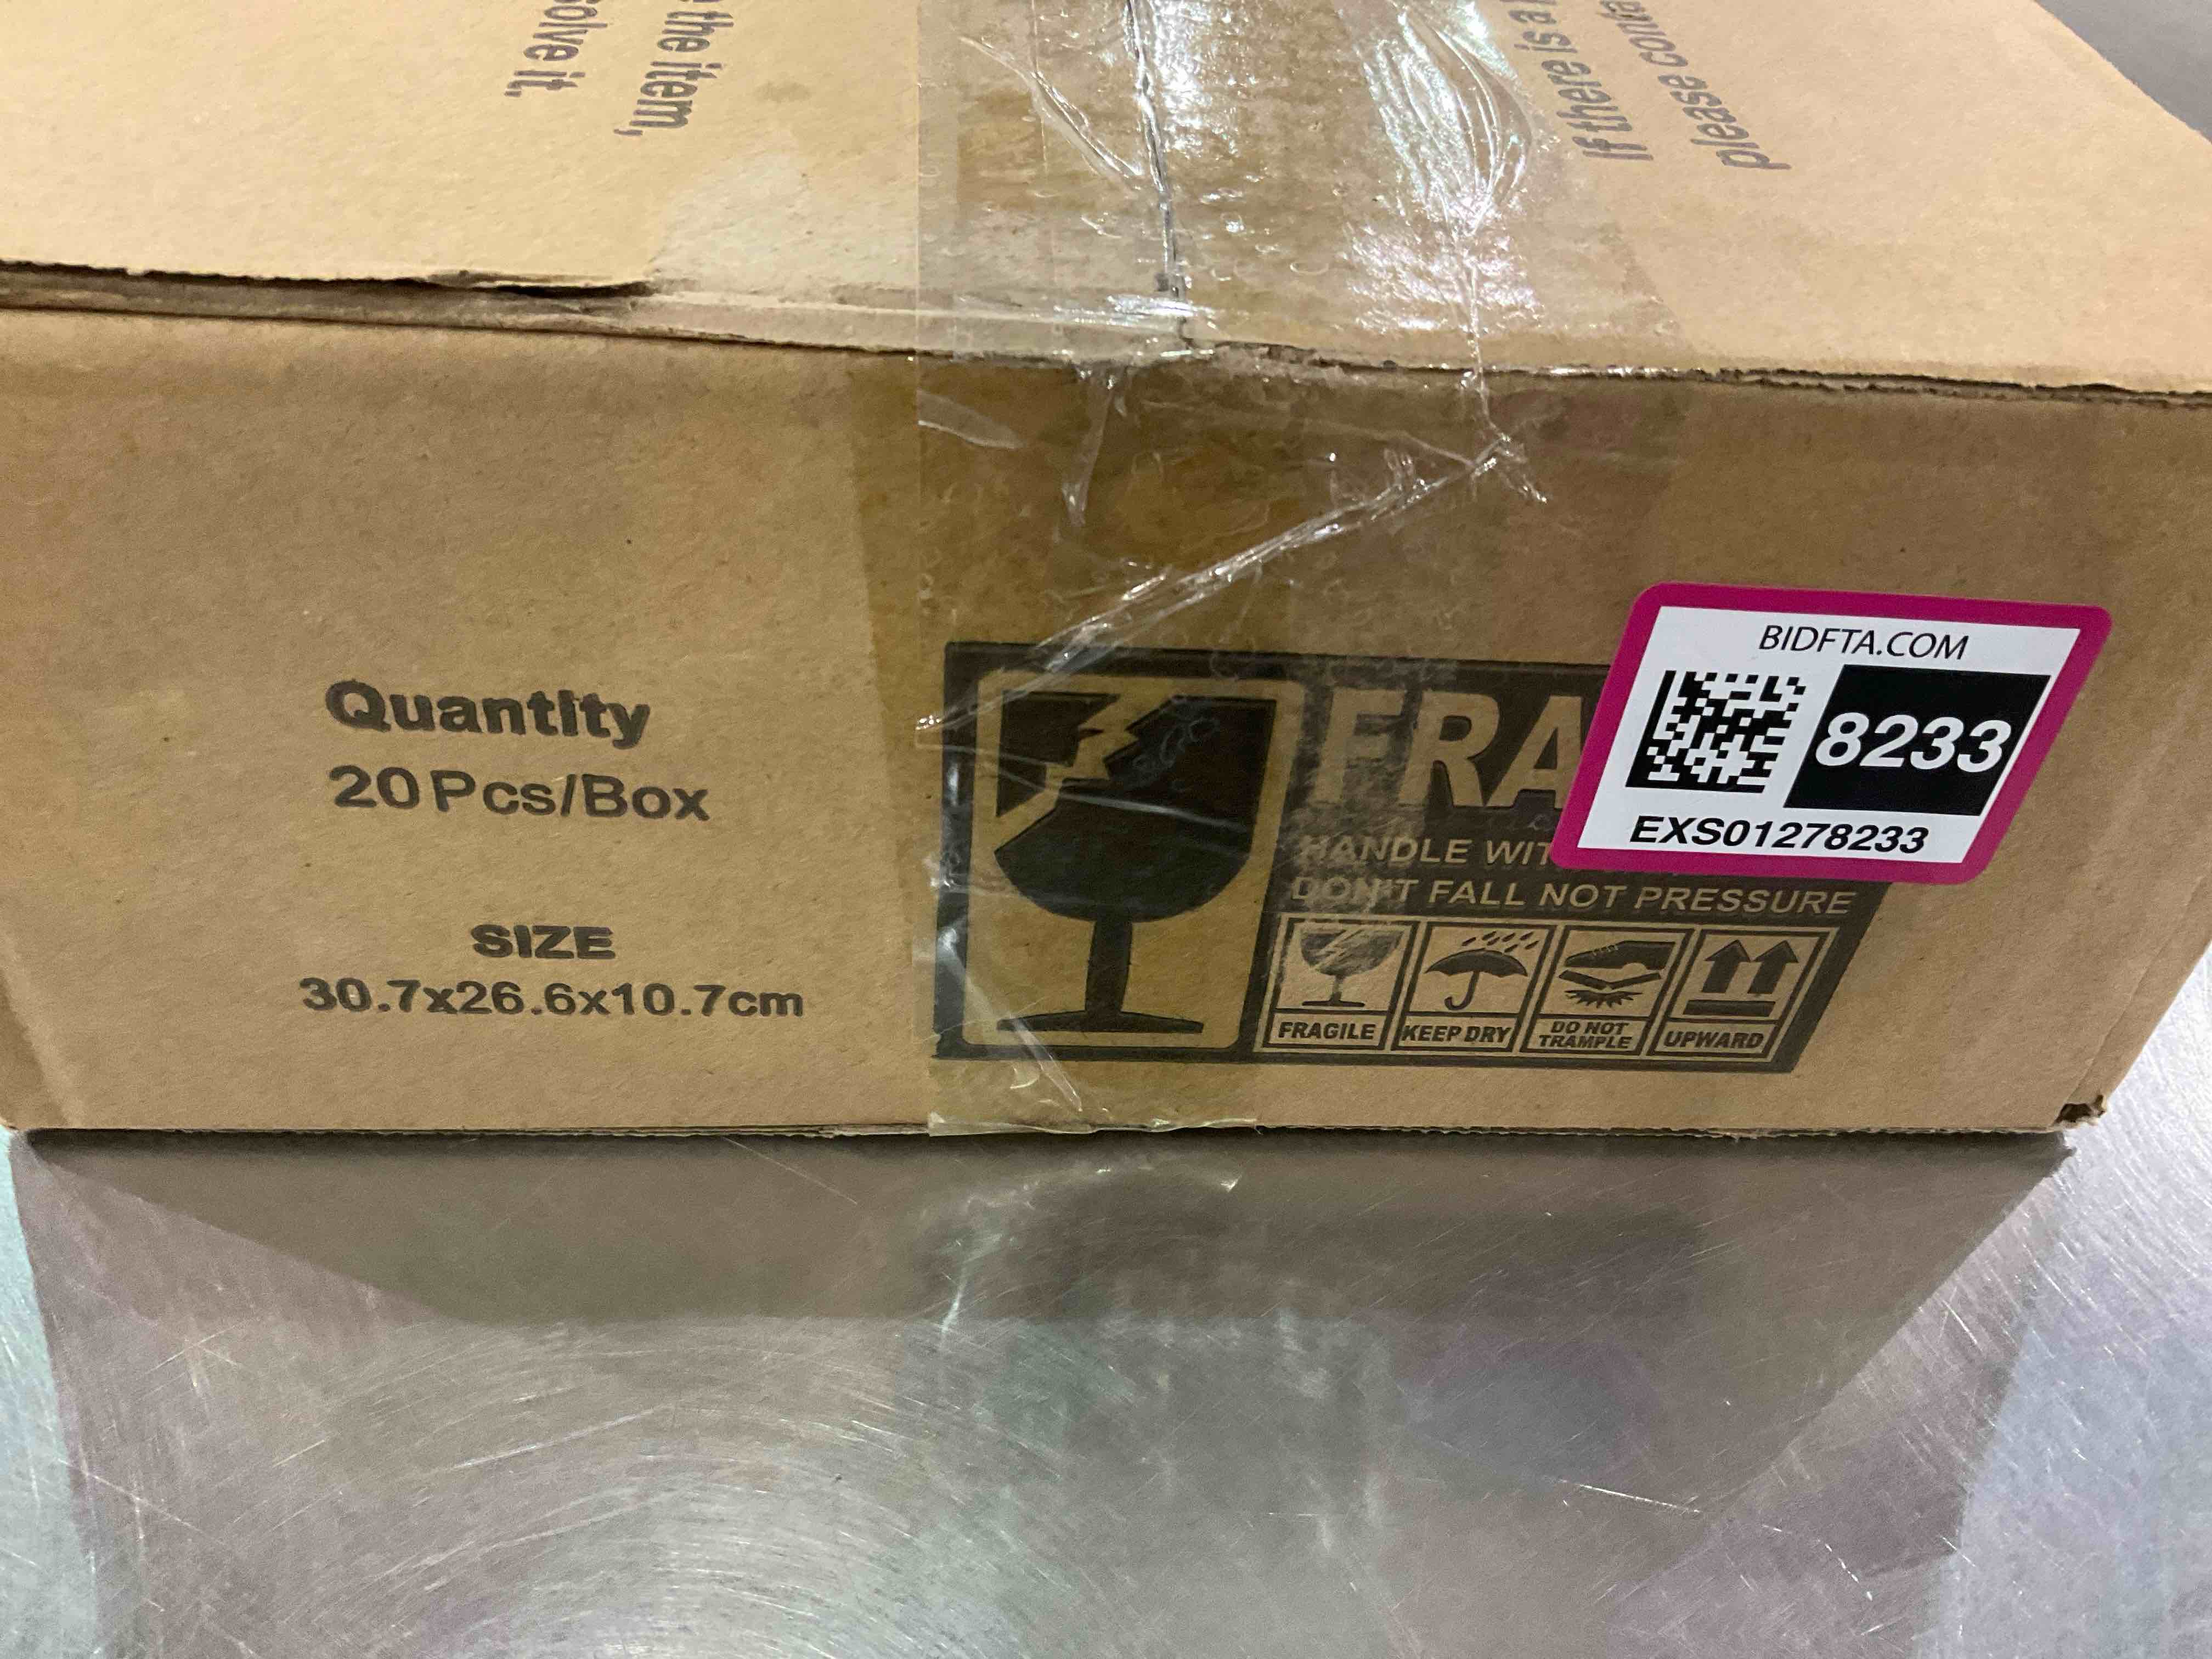 the item,
solve it.
If there is a
please
Quantity
20Pcs/Box
SIZE
30.7x26.6x10.7cm
FRA
HANDLE WIT
DON'T FALL NOT PRESSURE
FRAGILE
KEEP DRY
DO NOT
TRAMPLE
UPWARD
BIDFTA.COM
8233
EXS01278233